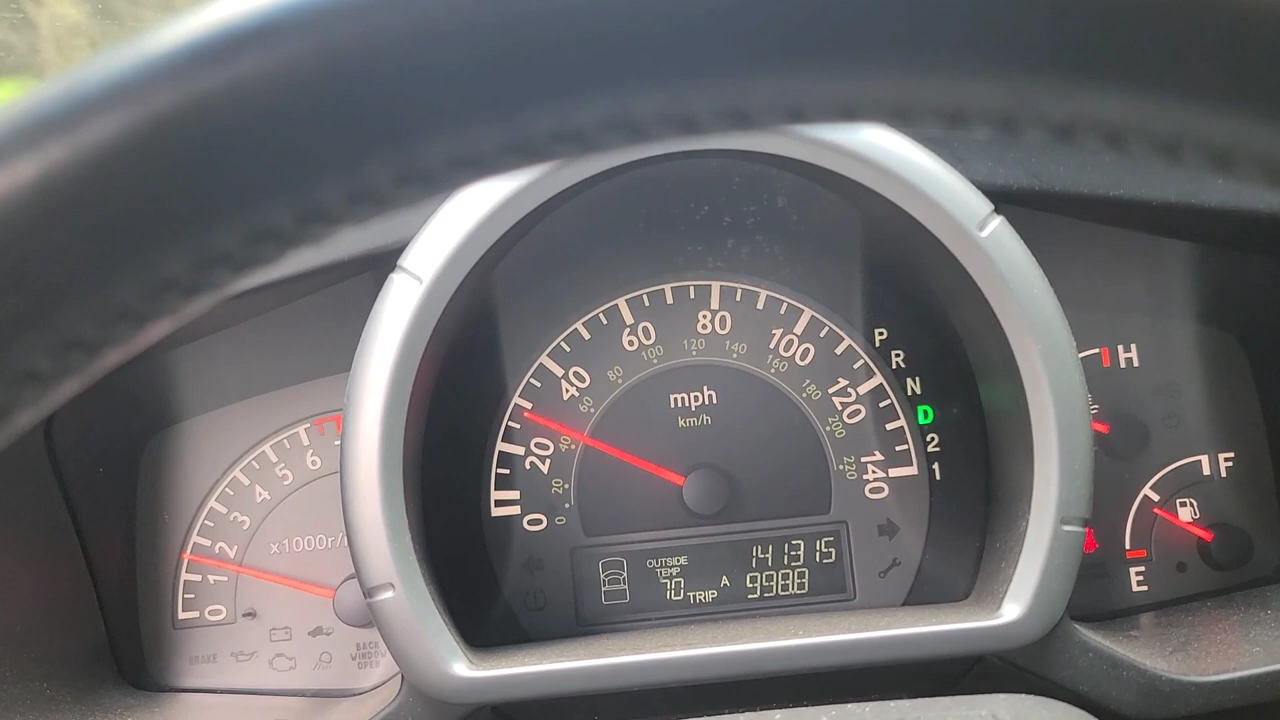 0 1 2 3 4 5 6
x1000r/
BRAKE
BACK
WINDOW
OPEN
0 20 40 60 80 100 120 140
0 20 40 60 80 100 120 140 160 180 200 220
mph
km/h
P
R
N
D
2
1
OUTSIDE
TEMP
70
141315
TRIP A 998.8
H
F
E